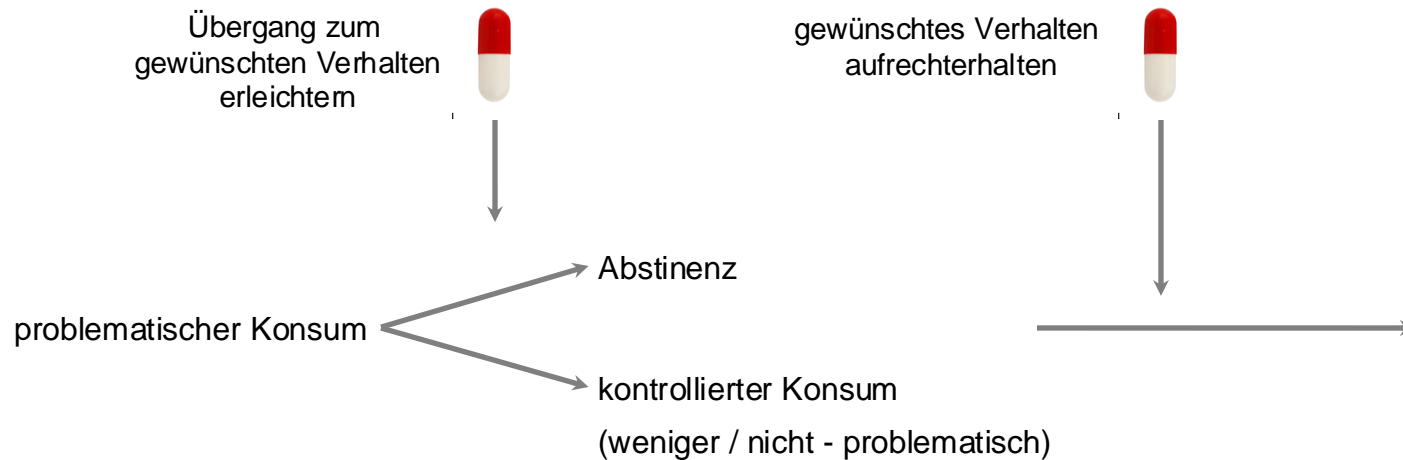 Übergang zum
gewünschten Verhalten
erleichtern
gewünschtes Verhalten
aufrechterhalten
Abstinenz
problematischer Konsum
kontrollierter Konsum
(weniger / nicht - problematisch)